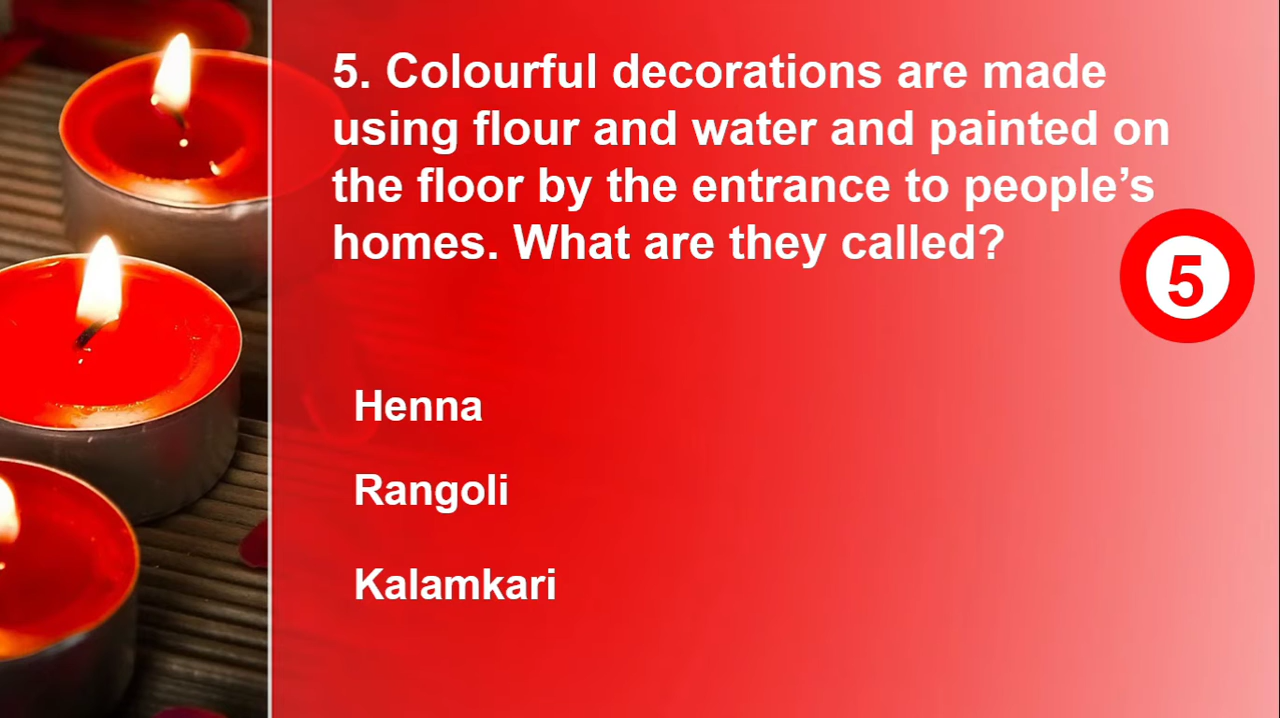 5. Colourful decorations are made
using flour and water and painted on
the floor by the entrance to people’s
homes. What are they called?
5
Henna
Rangoli
Kalamkari